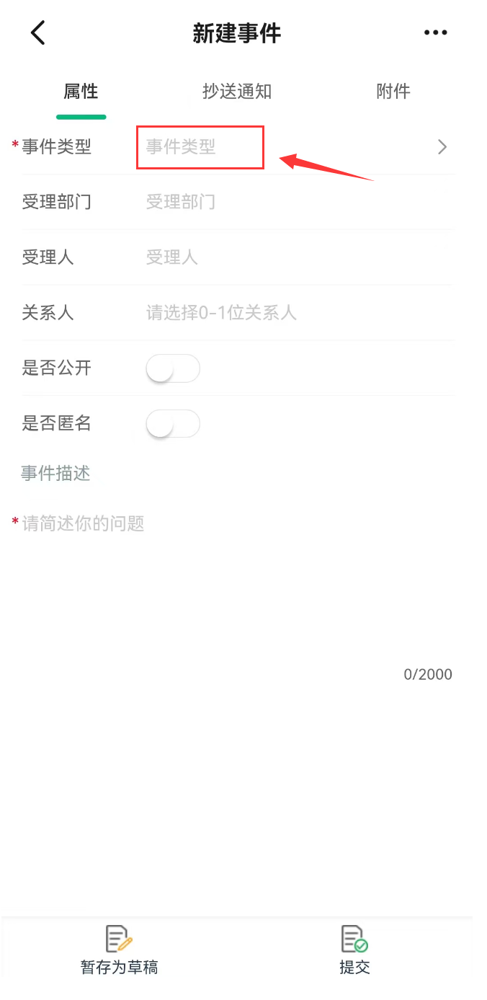 新建事件
属性 抄送通知 附件
*事件类型 事件类型
受理部门 受理部门
受理人 受理人
关系人 请选择0-1位关系人
是否公开
是否匿名
事件描述
*请简述你的问题
0/2000
暂存为草稿 提交